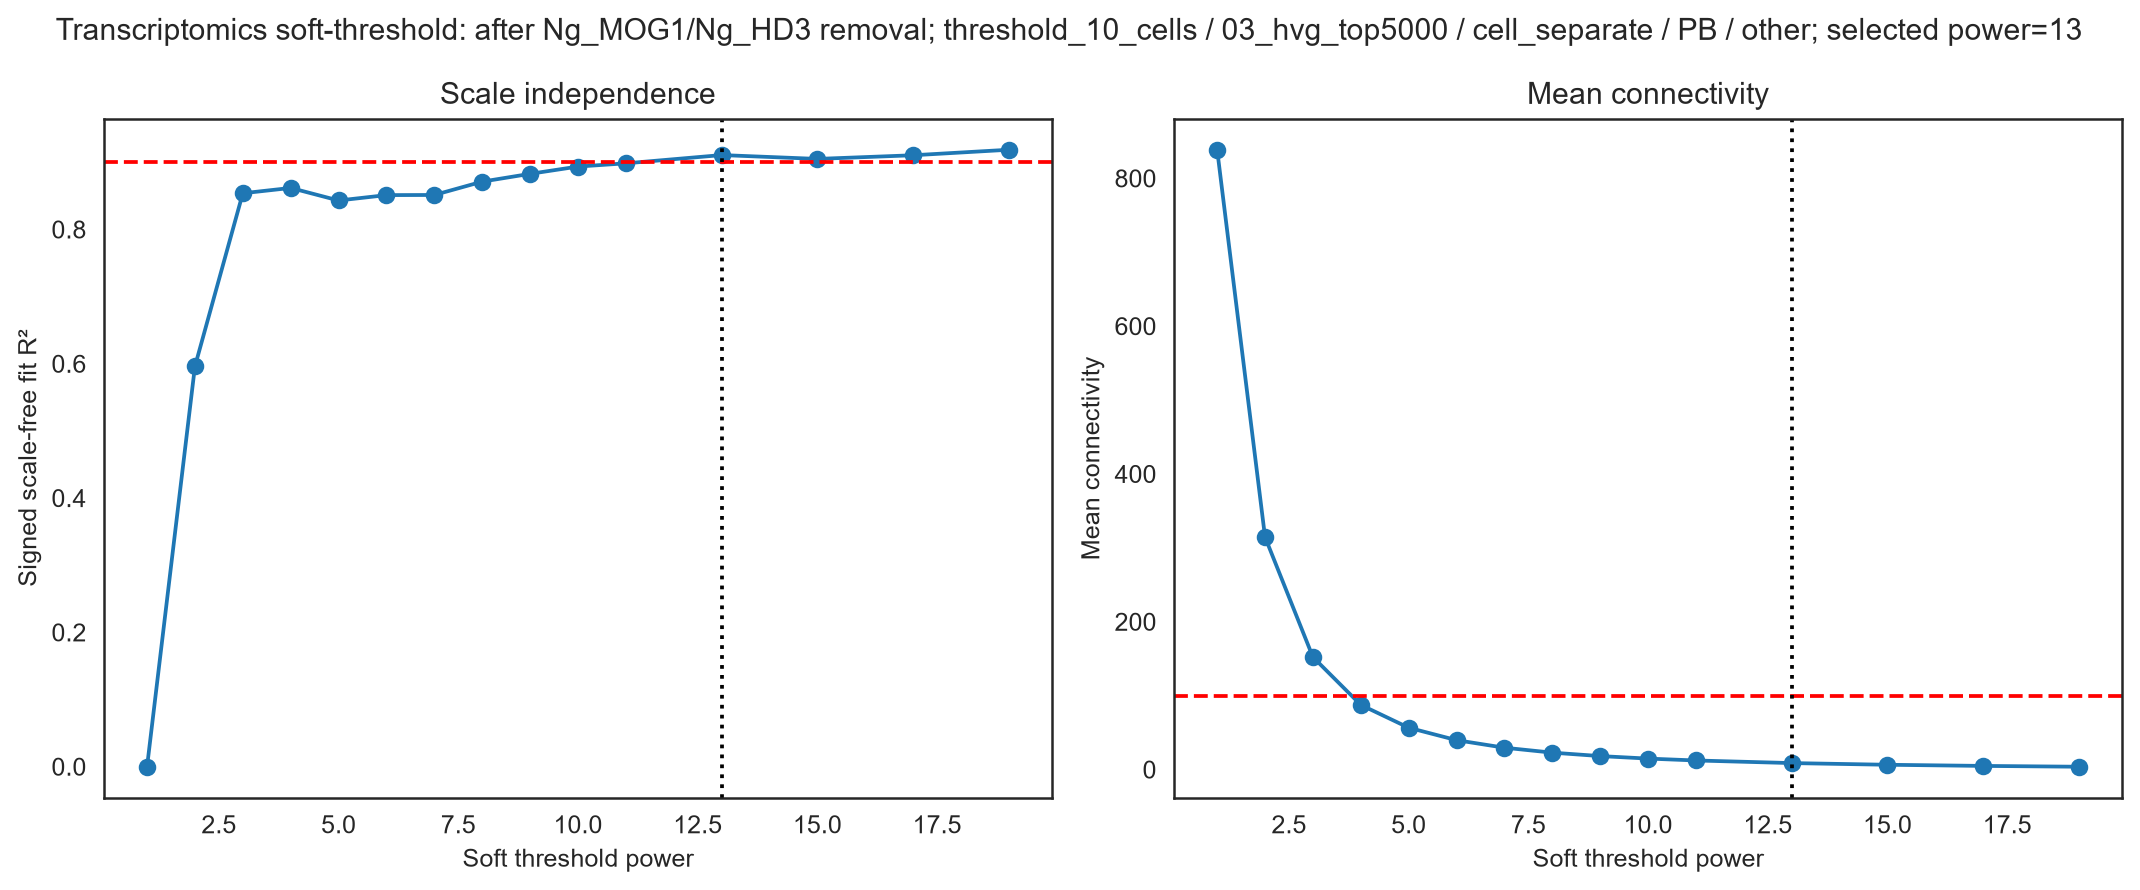 Transcriptomics soft-threshold: after Ng_MOG1/Ng_HD3 removal; threshold_10_cells / 03_hvg_top5000 / cell_separate / PB / other; selected power=13
Scale independence
Signed scale-free fit R²
0.8
0.6
0.4
0.2
0.0
2.5 5.0 7.5 10.0 12.5 15.0 17.5
Soft threshold power
Mean connectivity
Mean connectivity
800
600
400
200
0
2.5 5.0 7.5 10.0 12.5 15.0 17.5
Soft threshold power